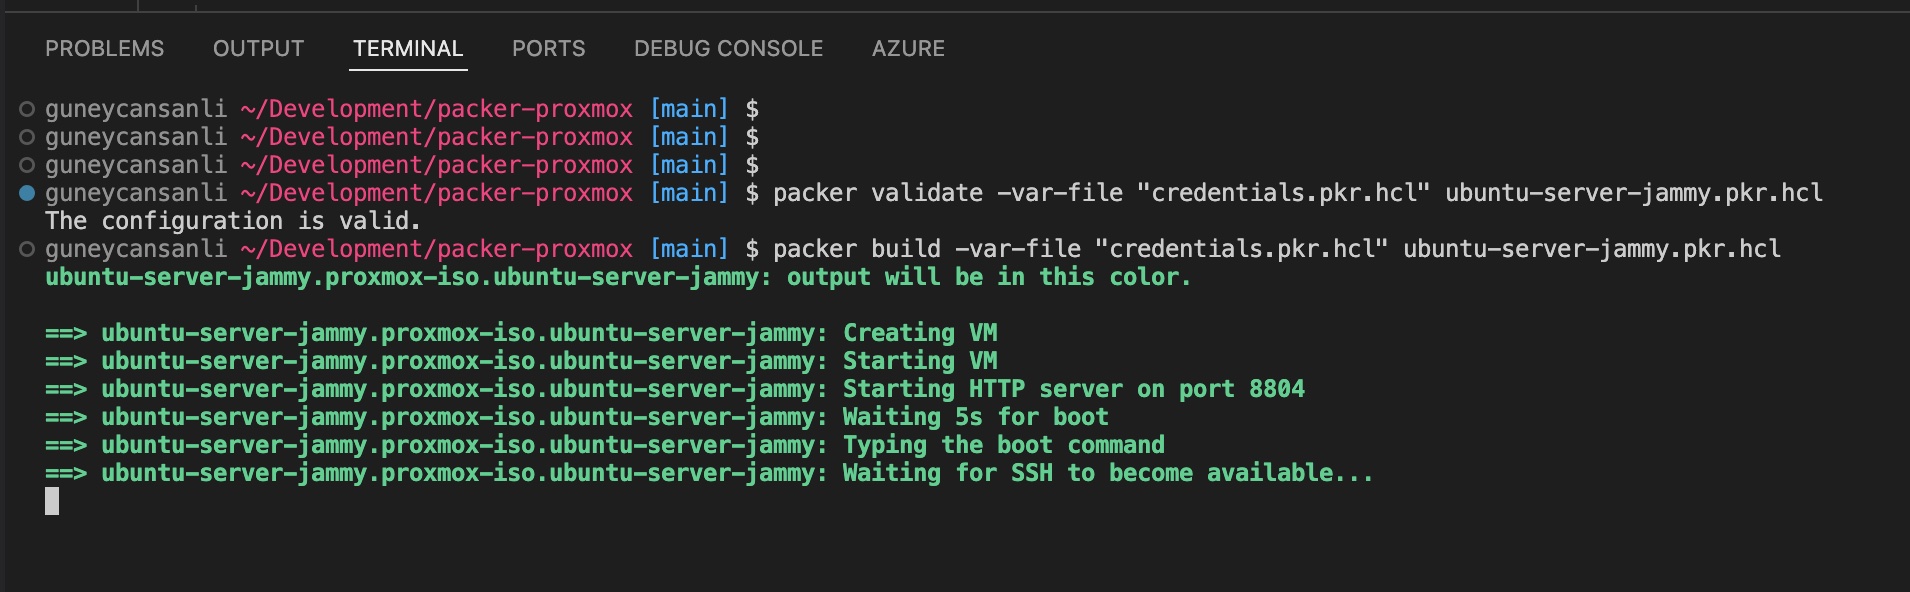 PROBLEMS OUTPUT TERMINAL PORTS DEBUG CONSOLE AZURE
guneycansanli ~/Development/packer-proxmox [main] $
guneycansanli ~/Development/packer-proxmox [main] $
guneycansanli ~/Development/packer-proxmox [main] $
guneycansanli ~/Development/packer-proxmox [main] $ packer validate -var-file "credentials.pkr.hcl" ubuntu-server-jammy.pkr.hcl
The configuration is valid.
guneycansanli ~/Development/packer-proxmox [main] $ packer build -var-file "credentials.pkr.hcl" ubuntu-server-jammy.pkr.hcl
ubuntu-server-jammy.proxmox-iso.ubuntu-server-jammy: output will be in this color.
==> ubuntu-server-jammy.proxmox-iso.ubuntu-server-jammy: Creating VM
==> ubuntu-server-jammy.proxmox-iso.ubuntu-server-jammy: Starting VM
==> ubuntu-server-jammy.proxmox-iso.ubuntu-server-jammy: Starting HTTP server on port 8804
==> ubuntu-server-jammy.proxmox-iso.ubuntu-server-jammy: Waiting 5s for boot
==> ubuntu-server-jammy.proxmox-iso.ubuntu-server-jammy: Typing the boot command
==> ubuntu-server-jammy.proxmox-iso.ubuntu-server-jammy: Waiting for SSH to become available...